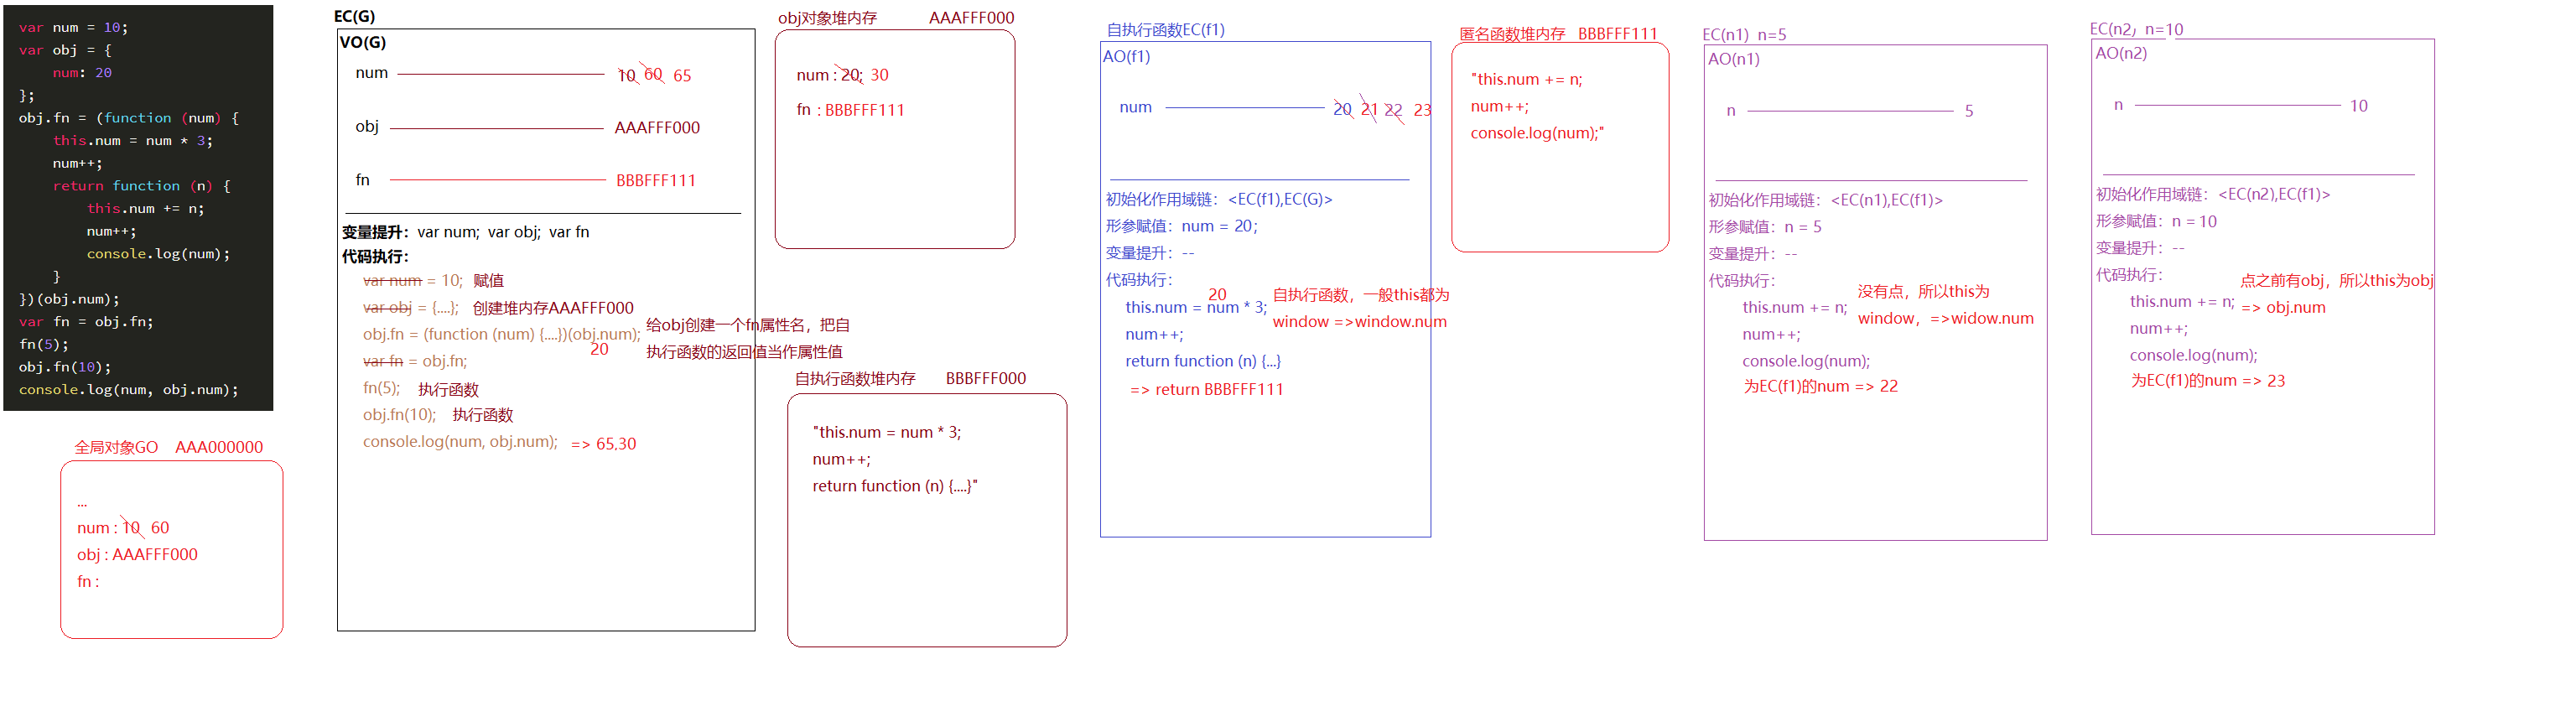 var num = 10;
var obj = {
    num: 20
};
obj.fn = (function (num) {
    this.num = num * 3;
    num++;
    return function (n) {
        this.num += n;
        num++;
        console.log(num);
    }
})(obj.num);
var fn = obj.fn;
fn(5);
obj.fn(10);
console.log(num, obj.num);
全局对象GO AAA000000
...
num : 10 60
obj : AAAFFF000
fn :
EC(G)
VO(G)
num 10 60 65
obj AAAFFF000
fn BBBFFF111
变量提升：var num; var obj; var fn
代码执行：
var num = 10; 赋值
var obj = {....}; 创建堆内存AAAFFF000
obj.fn = (function (num) {....})(obj.num);
20
给obj创建一个fn属性名，把自
执行函数的返回值当作属性值
var fn = obj.fn;
fn(5); 执行函数
obj.fn(10); 执行函数
console.log(num, obj.num); => 65,30
obj对象堆内存 AAAFFF000
num : 20; 30
fn : BBBFFF111
自执行函数堆内存 BBBFFF000
"this.num = num * 3;
num++;
return function (n) {....}"
自执行函数EC(f1)
AO(f1)
num 20 21 22 23
初始化作用域链：<EC(f1),EC(G)>
形参赋值：num = 20;
变量提升：--
代码执行：
20
this.num = num * 3;
自执行函数，一般this都为
window =>window.num
num++;
return function (n) {...}
=> return BBBFFF111
匿名函数堆内存 BBBFFF111
"this.num += n;
num++;
console.log(num);"
EC(n1) n=5
AO(n1)
n 5
初始化作用域链：<EC(n1),EC(f1)>
形参赋值：n = 5
变量提升：--
代码执行：
this.num += n;
没有点，所以this为
window，=>widow.num
num++;
console.log(num);
为EC(f1)的num => 22
EC(n2) n=10
AO(n2)
n 10
初始化作用域链：<EC(n2),EC(f1)>
形参赋值：n = 10
变量提升：--
代码执行：
this.num += n;
点之前有obj，所以this为obj
=> obj.num
num++;
console.log(num);
为EC(f1)的num => 23